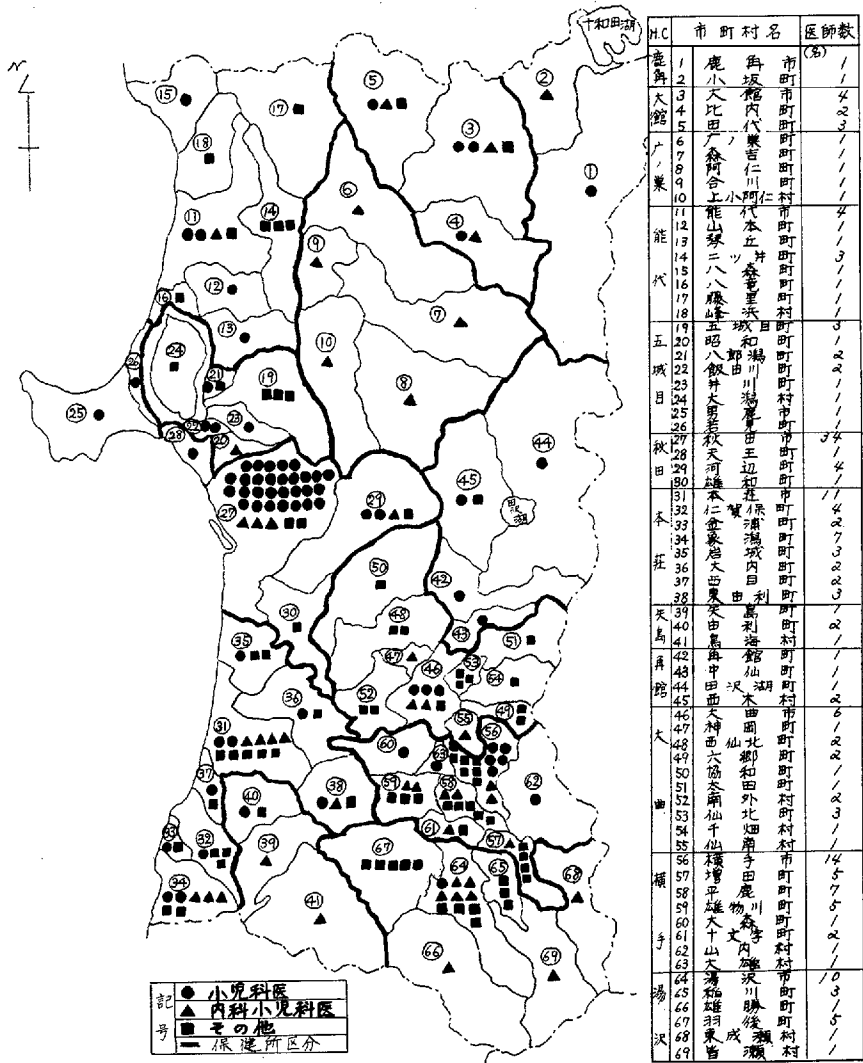 十和田湖
N
田沢湖
H.C 市町村名 医師数(名)
鹿角
1 鹿角市 1
2 小坂町 1
大館
3 大館市 4
4 比内町 2
5 田代町 3
广ノ巣
6 广ノ巣町 1
7 森吉町 1
8 阿仁町 1
9 合川町 1
10 上小阿仁村 1
能代
11 能代市 4
12 山本町 1
13 琴丘町 1
14 二ッ井町 3
15 八森町 1
16 八竜町 1
17 藤里町 1
18 峰浜村 1
五城目
19 五城目町 3
20 昭和町 1
21 八郎潟町 2
22 飯田川町 2
23 井川町 1
24 大潟村 1
25 男鹿市 1
26 若見町 1
秋田
27 秋田市 34
28 天王町 1
29 河辺町 4
30 雄和町 1
本荘
31 本荘市 11
32 仁賀保町 4
33 金浦町 2
34 象潟町 7
35 岩城町 3
36 大内町 2
37 西目町 2
38 東由利町 3
矢島
39 矢島町 1
40 由利町 2
41 鳥海村 1
角館
42 角館町 1
43 中仙町 1
44 田沢湖町 1
45 西木村 2
大曲
46 大曲市 6
47 神岡町 1
48 西仙北町 2
49 六郷町 2
50 協和町 1
51 太田町 1
52 南外村 2
53 仙北町 3
54 千畑村 1
55 仙南村 1
横手
56 横手市 14
57 増田町 5
58 平鹿町 7
59 雄物川町 5
60 大森町 1
61 十文字町 2
62 山内村 1
63 大雄村 1
湯沢
64 湯沢市 10
65 稲川町 3
66 雄勝町 1
67 羽後町 5
68 東成瀬村 1
69 皆瀬村 1
記号
● 小児科医
▲ 内科小児科医
■ その他
━ 保健所区分